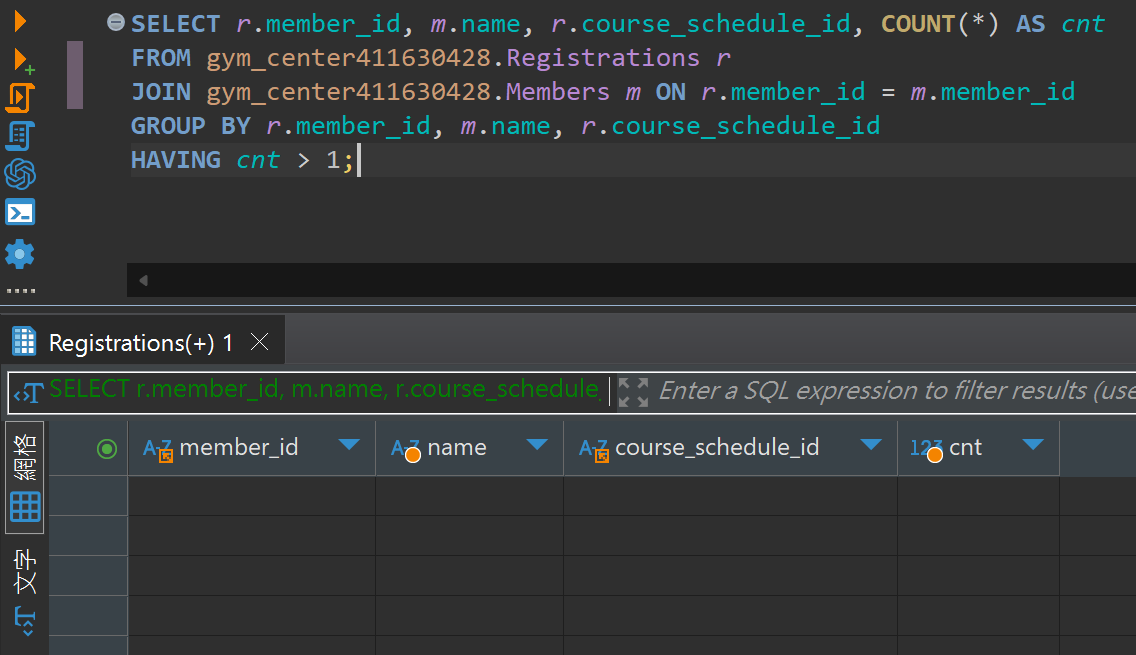 SELECT r.member_id, m.name, r.course_schedule_id, COUNT(*) AS cnt
FROM gym_center411630428.Registrations r
JOIN gym_center411630428.Members m ON r.member_id = m.member_id
GROUP BY r.member_id, m.name, r.course_schedule_id
HAVING cnt > 1;
Registrations(+) 1
SELECT r.member_id, m.name, r.course_schedule_ Enter a SQL expression to filter results (use
網格
文字
A-Z member_id A-Z name A-Z course_schedule_id 123 cnt